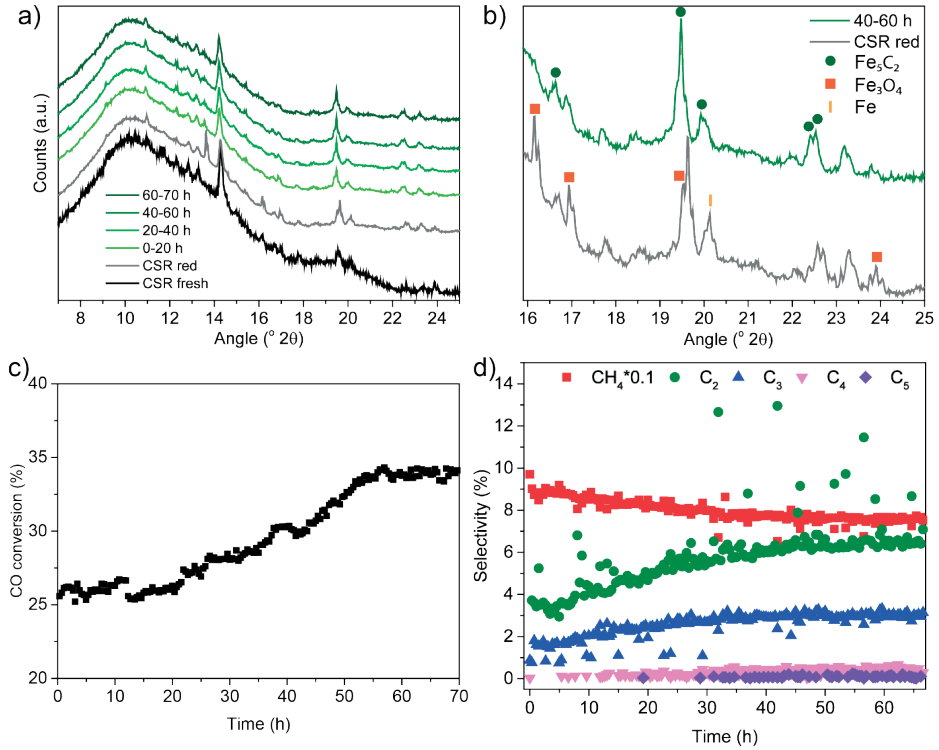 a)
Counts (a.u.)
60-70 h
40-60 h
20-40 h
0-20 h
CSR red
CSR fresh
8 10 12 14 16 18 20 22 24
Angle (° 2θ)
b)
40-60 h
CSR red
Fe₅C₂
Fe₃O₄
Fe
16 17 18 19 20 21 22 23 24 25
Angle (° 2θ)
c)
CO conversion (%)
40
35
30
25
20
0 10 20 30 40 50 60 70
Time (h)
d)
CH₄*0.1 C₂ C₃ C₄ C₅
Selectivity (%)
14
12
10
8
6
4
2
0
0 10 20 30 40 50 60
Time (h)